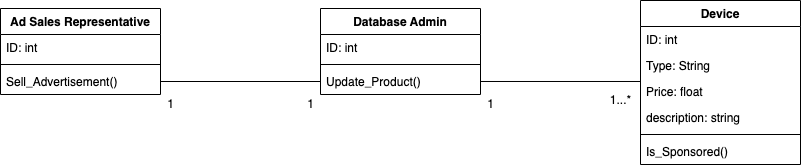 Ad Sales Representative
ID: int
Sell_Advertisement()
1
1
Database Admin
ID: int
Update_Product()
1
1...*
Device
ID: int
Type: String
Price: float
description: string
Is_Sponsored()